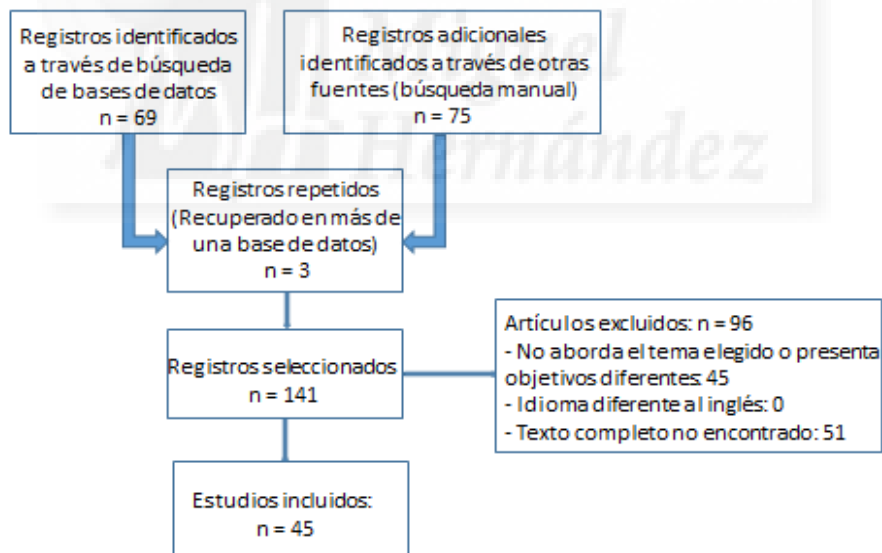 Miguel
Hernández
Registros identificados
a través de búsqueda
de bases de datos
n = 69
Registros adicionales
identificados a través de otras
fuentes (búsqueda manual)
n = 75
Registros repetidos
(Recuperado en más de
una base de datos)
n = 3
Registros seleccionados
n = 141
Artículos excluidos: n = 96
- No aborda el tema elegido o presenta
objetivos diferentes: 45
- Idioma diferente al inglés: 0
- Texto completo no encontrado: 51
Estudios incluidos:
n = 45